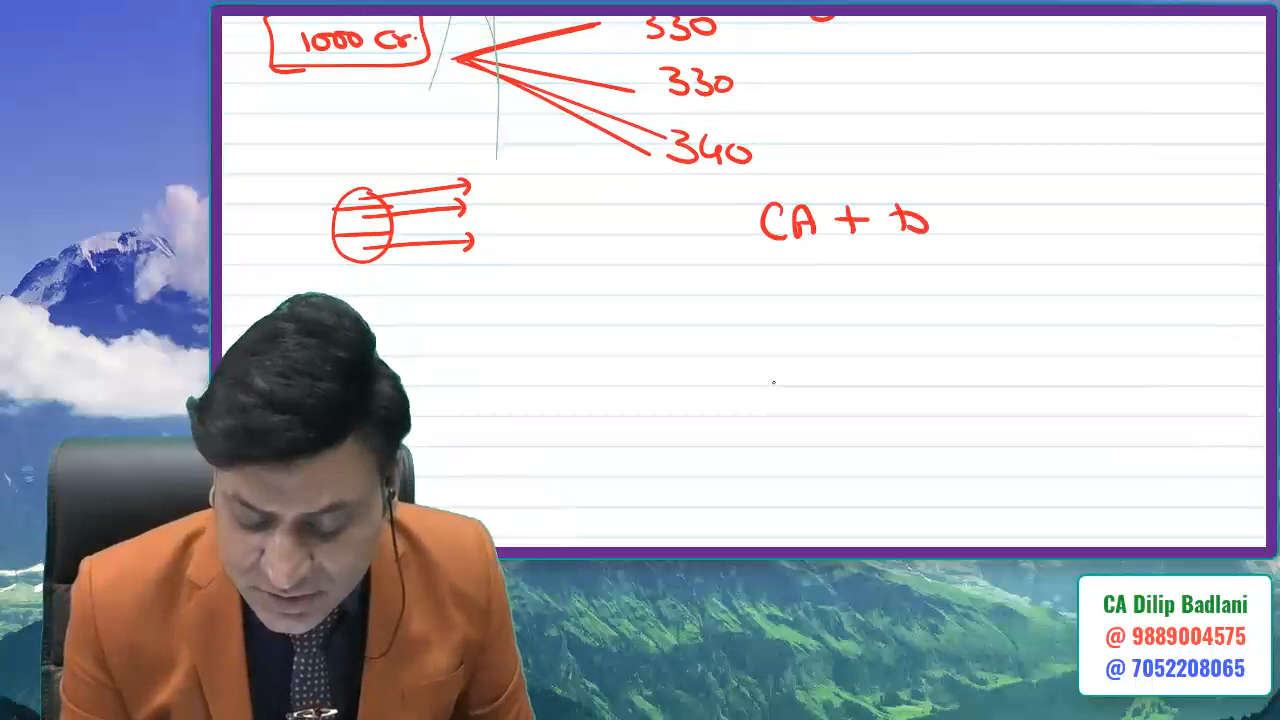 1000 Cr.
330
330
340
CA + D
CA Dilip Badlani
@ 9889004575
@ 7052208065